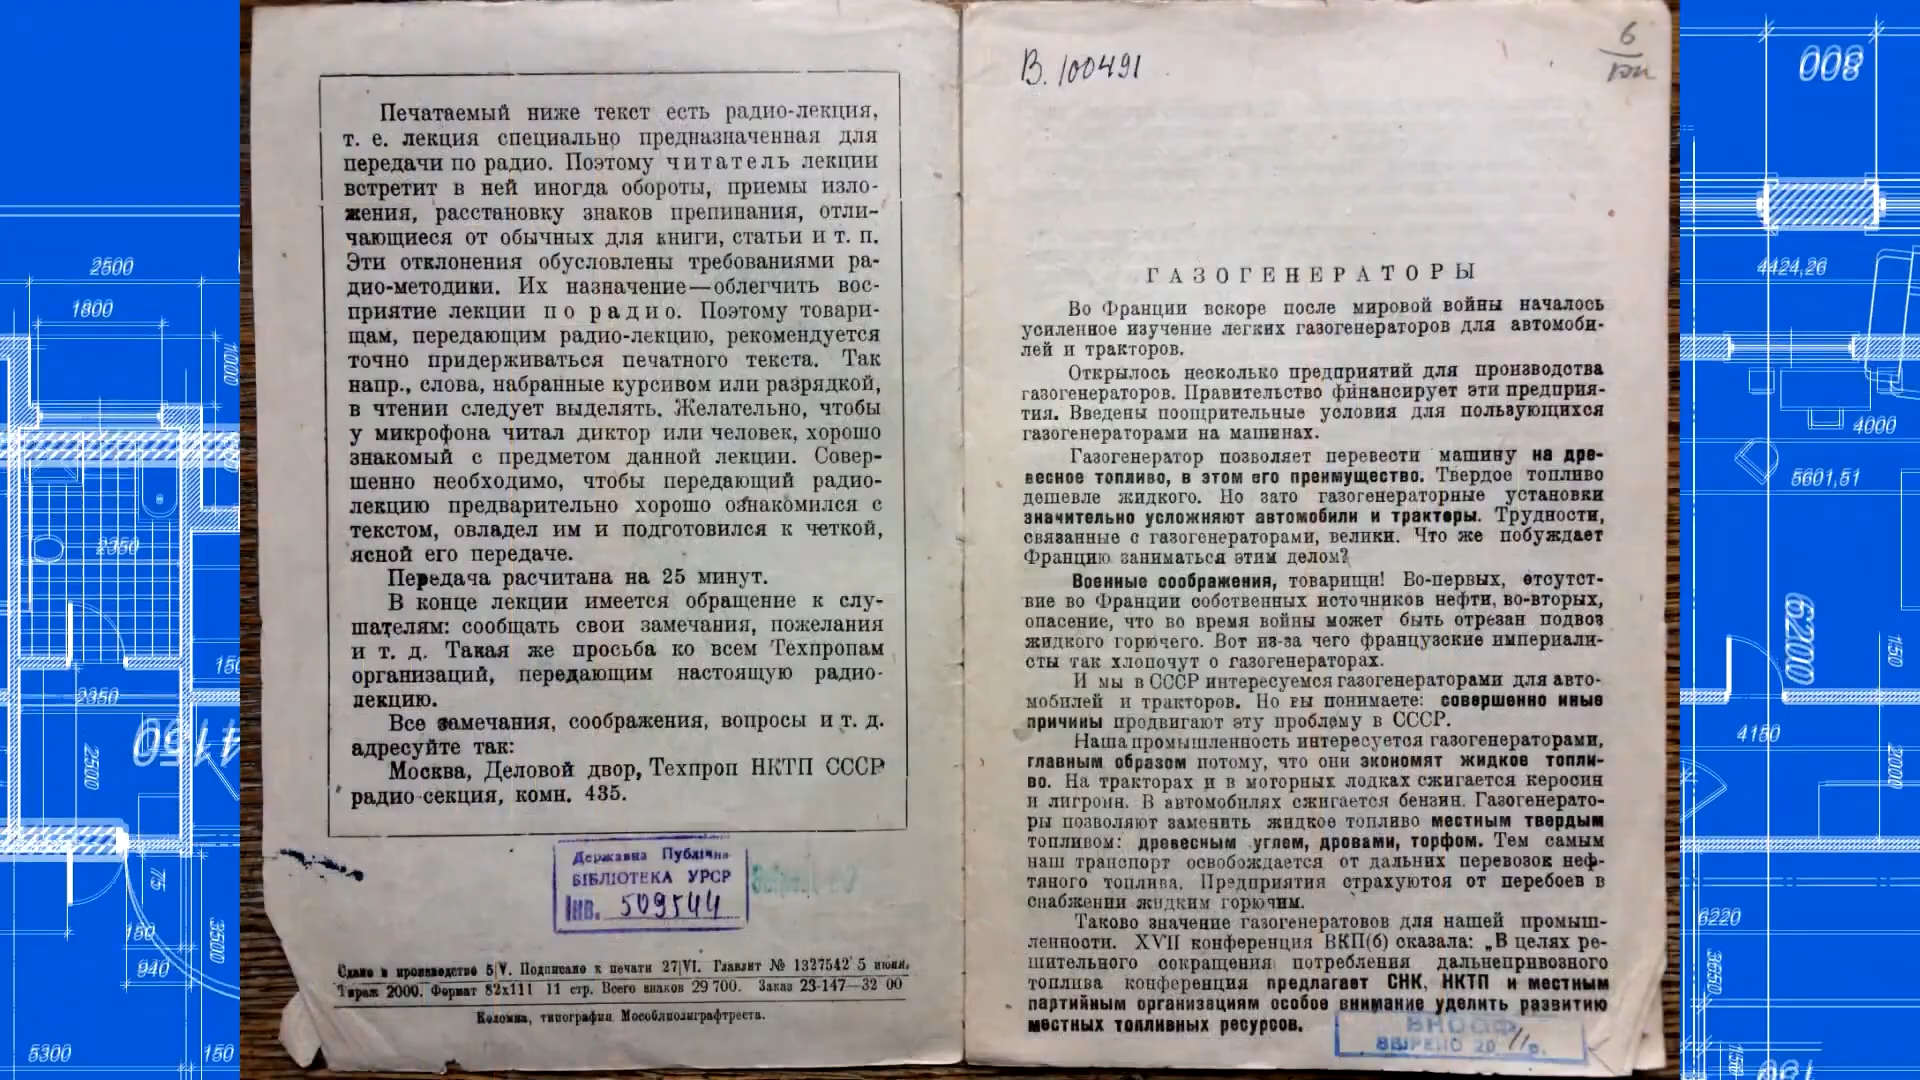 Печатаемый ниже текст есть радио-лекция,
т. е. лекция специально предназначенная для
передачи по радио. Поэтому читатель лекции
встретит в ней иногда обороты, приемы изло-
жения, расстановку знаков препинания, отли-
чающиеся от обычных для книги, статьи и т. п.
Эти отклонения обусловлены требованиями ра-
дио-методики. Их назначение—облегчить вос-
приятие лекции по радио. Поэтому товари-
щам, передающим радио-лекцию, рекомендуется
точно придерживаться печатного текста. Так
напр., слова, набранные курсивом или разрядкой,
в чтении следует выделять. Желательно, чтобы
у микрофона читал диктор или человек, хорошо
знакомый с предметом данной лекции. Совер-
шенно необходимо, чтобы передающий радио-
лекцию предварительно хорошо ознакомился с
текстом, овладел им и подготовился к четкой,
ясной его передаче.
Передача расчитана на 25 минут.
В конце лекции имеется обращение к слу-
шателям: сообщать свои замечания, пожелания
и т. д. Такая же просьба ко всем Техпропам
организаций, передающим настоящую радио-
лекцию.
Все замечания, соображения, вопросы и т. д.
адресуйте так:
Москва, Деловой двор, Техпроп НКТП СССР
радио-секция, комн. 435.
Державна Публічна
БІБЛІОТЕКА УРСР
Інв. 509544
Сдано в производство 5|V. Подписано к печати 27|VI. Главлит № 1327542 5 июня.
Тираж 2000. Формат 82х111 11 стр. Всего знаков 29 700. Заказ 23-147—32 00
Коломна, типография Мособлполиграфтреста.
В. 100491
6
ГАЗОГЕНЕРАТОРЫ
Во Франции вскоре после мировой войны началось
усиленное изучение легких газогенераторов для автомоби-
лей и тракторов.
Открылось несколько предприятий для производства
газогенераторов. Правительство финансирует эти предприя-
тия. Введены поощрительные условия для пользующихся
газогенераторами на машинах.
Газогенератор позволяет перевести машину на дре-
весное топливо, в этом его преимущество. Твердое топливо
дешевле жидкого. Но зато газогенераторные установки
значительно усложняют автомобили и тракторы. Трудности,
связанные с газогенераторами, велики. Что же побуждает
Францию заниматься этим делом?
Военные соображения, товарищи! Во-первых, отсутст-
вие во Франции собственных источников нефти, во-вторых,
опасение, что во время войны может быть отрезан подвоз
жидкого горючего. Вот из-за чего французские империали-
сты так хлопочут о газогенераторах.
И мы в СССР интересуемся газогенераторами для авто-
мобилей и тракторов. Но вы понимаете: совершенно иные
причины продвигают эту проблему в СССР.
Наша промышленность интересуется газогенераторами,
главным образом потому, что они экономят жидкое топли-
во. На тракторах и в моторных лодках сжигается керосин
и лигроин. В автомобилях сжигается бензин. Газогенерато-
ры позволяют заменить жидкое топливо местным твердым
топливом: древесным углем, дровами, торфом. Тем самым
наш транспорт освобождается от дальних перевозок неф-
тяного топлива. Предприятия страхуются от перебоев в
снабжении жидким горючим.
Таково значение газогенератовов для нашей промыш-
ленности. XVII конференция ВКП(б) сказала: „В целях ре-
шительного сокращения потребления дальнепривозного
топлива конференция предлагает СНК, НКТП и местным
партийным организациям особое внимание уделить развитию
местных топливных ресурсов.
2500
1800
1000
2350
150
2350
4150
2500
75
150
3500
940
5300
150
008
4424,26
4000
5601,51
62000
1150
4150
2000
6220
3650